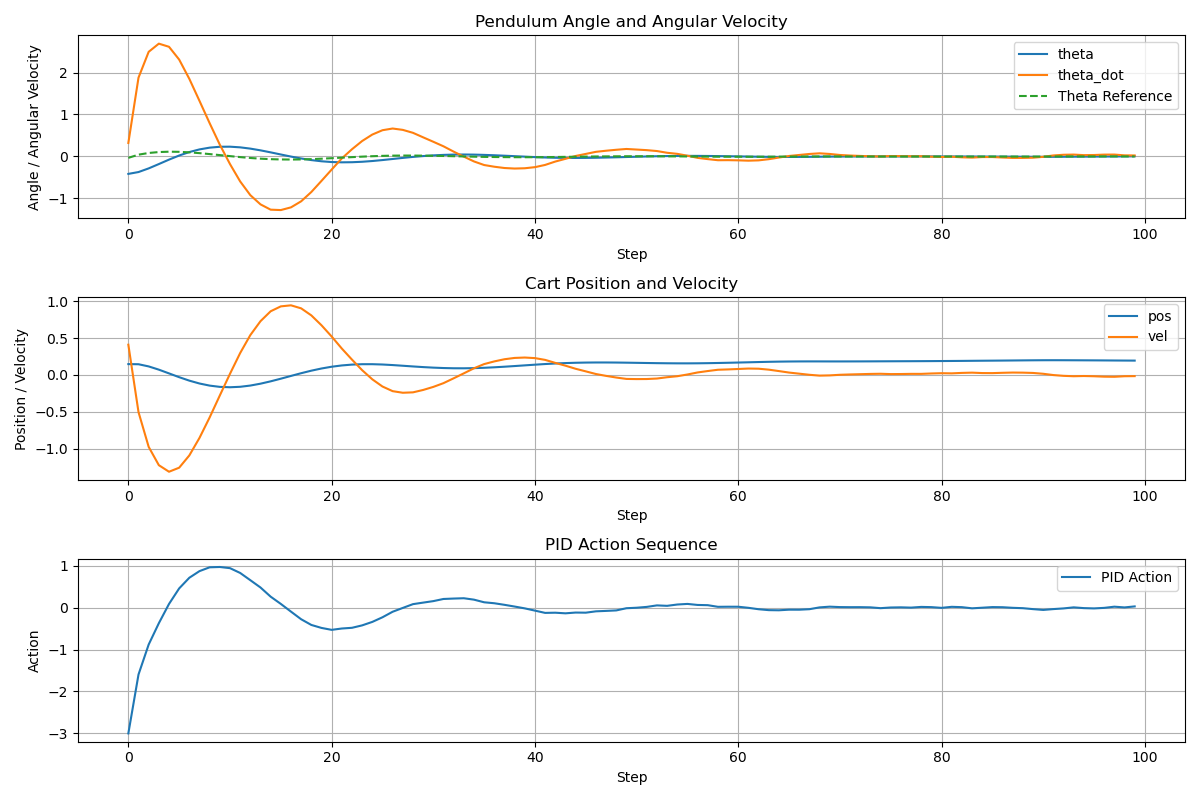 Pendulum Angle and Angular Velocity
Angle / Angular Velocity
2
1
0
−1
theta
theta_dot
Theta Reference
0 20 40 60 80 100
Step
Cart Position and Velocity
Position / Velocity
1.0
0.5
0.0
−0.5
−1.0
pos
vel
0 20 40 60 80 100
Step
PID Action Sequence
Action
1
0
−1
−2
−3
PID Action
0 20 40 60 80 100
Step